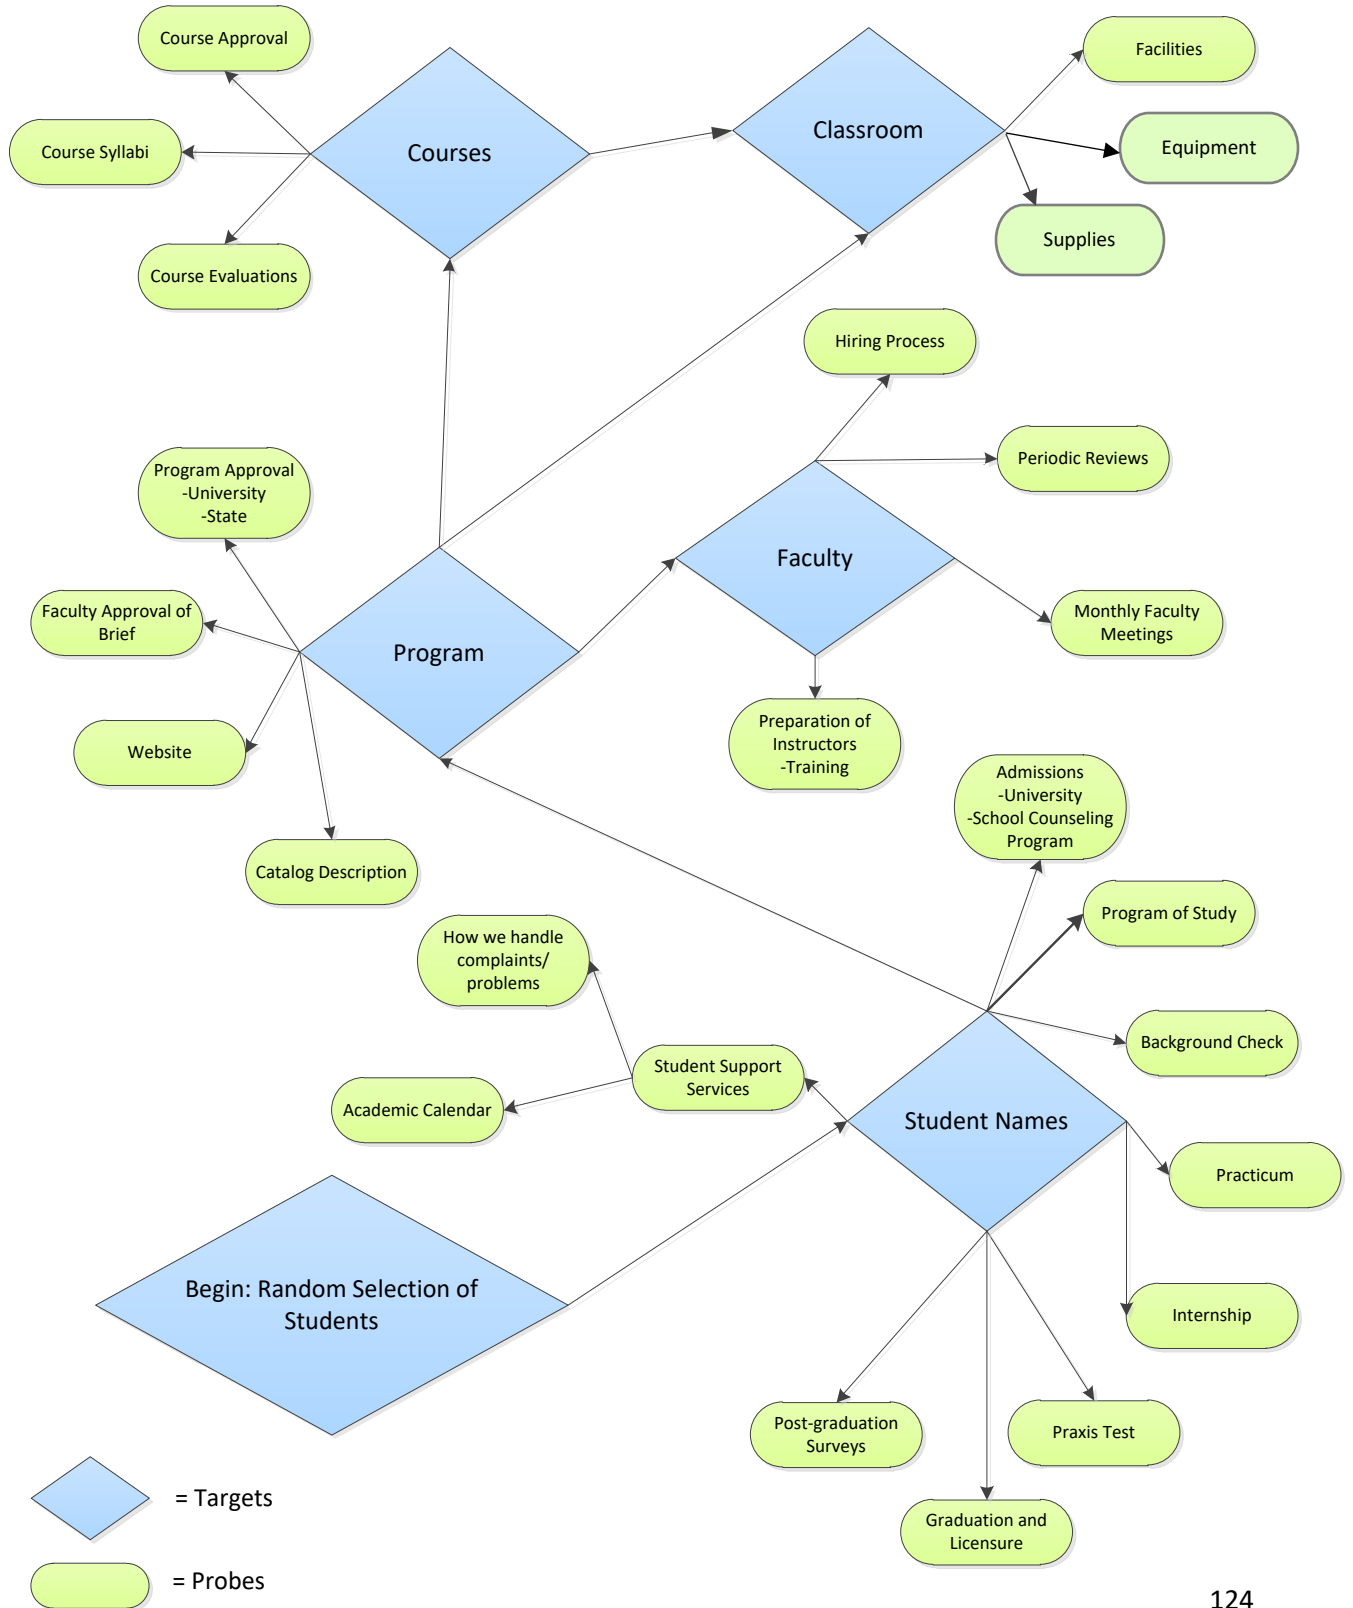 Course Approval
Facilities
Classroom
Equipment
Courses
Course Syllabi
Supplies
Course Evaluations
Hiring Process
Program Approval
-University
-State
Periodic Reviews
Faculty
Faculty Approval of
Brief
Monthly Faculty
Meetings
Program
Website
Preparation of
Instructors
-Training
Admissions
-University
-School Counseling
Program
Catalog Description
Program of Study
How we handle
complaints/
problems
Background Check
Student Support
Services
Academic Calendar
Student Names
Practicum
Begin: Random Selection of
Students
Internship
Post-graduation
Surveys
Praxis Test
= Targets
Graduation and
Licensure
= Probes
124